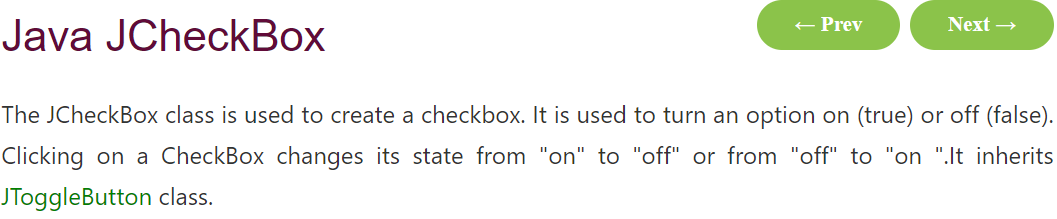 Java JCheckBox
← Prev
Next →
The JCheckBox class is used to create a checkbox. It is used to turn an option on (true) or off (false).
Clicking on a CheckBox changes its state from "on" to "off" or from "off" to "on ".It inherits
JToggleButton class.